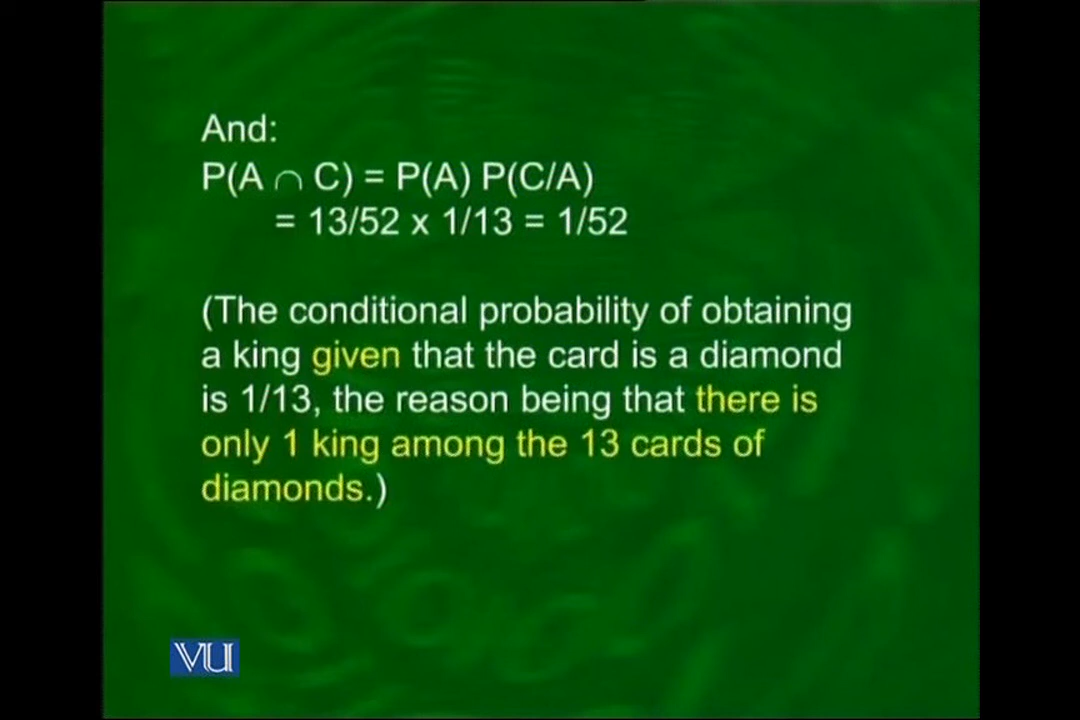 And:
P(A ∩ C) = P(A) P(C/A)
= 13/52 x 1/13 = 1/52
(The conditional probability of obtaining
a king given that the card is a diamond
is 1/13, the reason being that there is
only 1 king among the 13 cards of
diamonds.)
VU